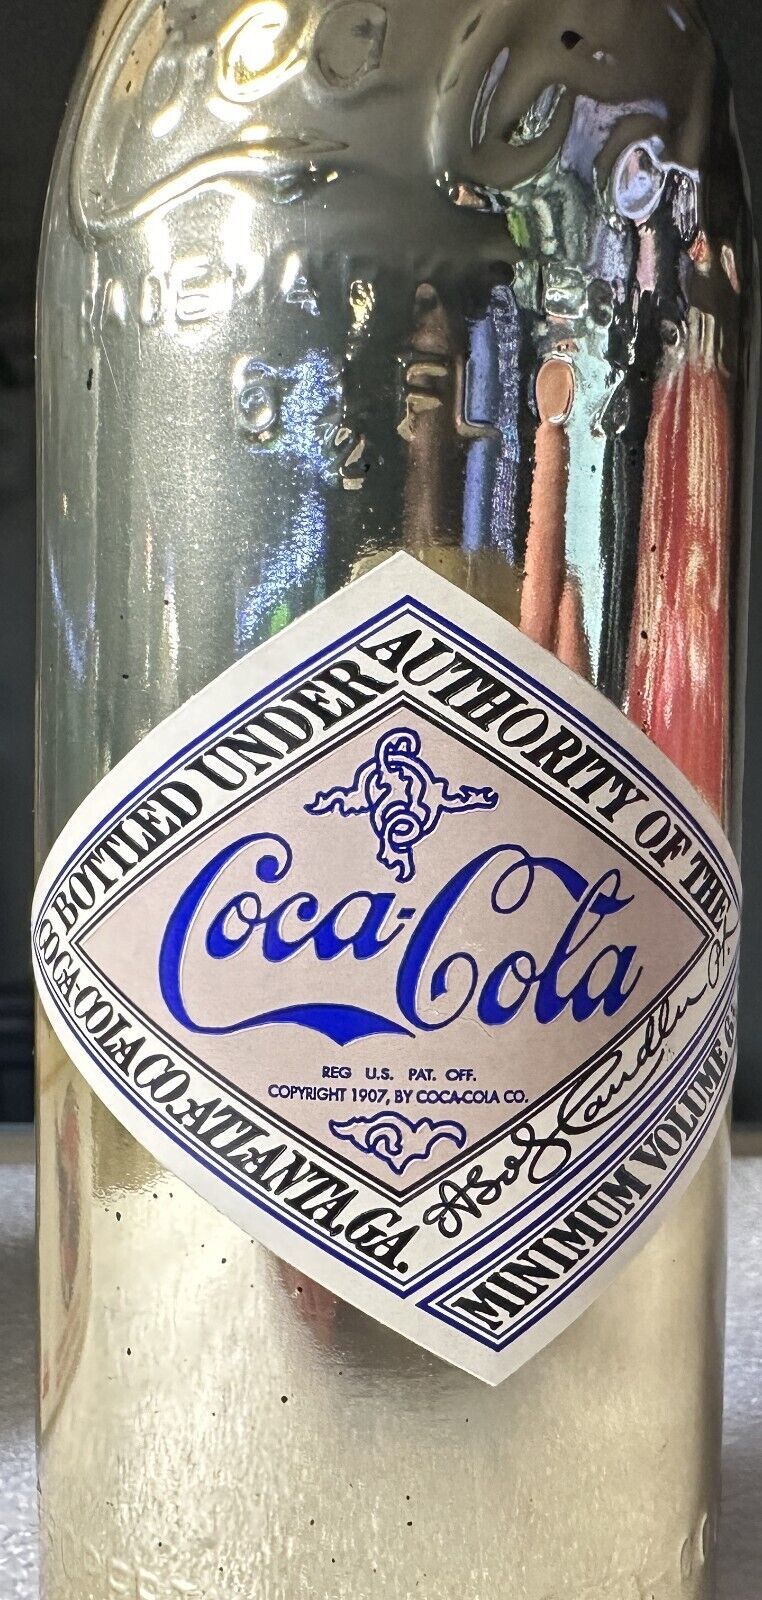 BOTTLED UNDER
AUTHORITY OF THE
Coca-Cola
REG U.S. PAT. OFF.
COPYRIGHT 1907, BY COCA-COLA CO.
COCA-COLA CO. ATLANTA, GA.
MINIMUM VOLUME